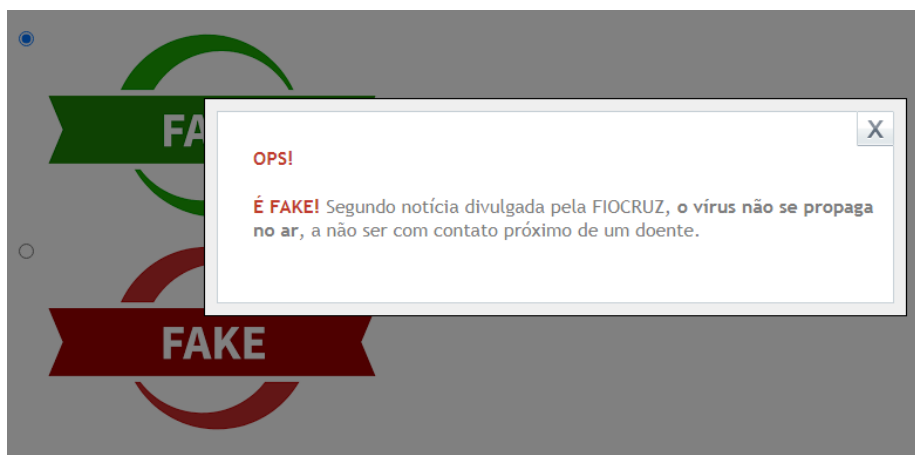 FA
X
OPS!
É FAKE! Segundo notícia divulgada pela FIOCRUZ, o vírus não se propaga
no ar, a não ser com contato próximo de um doente.
FAKE